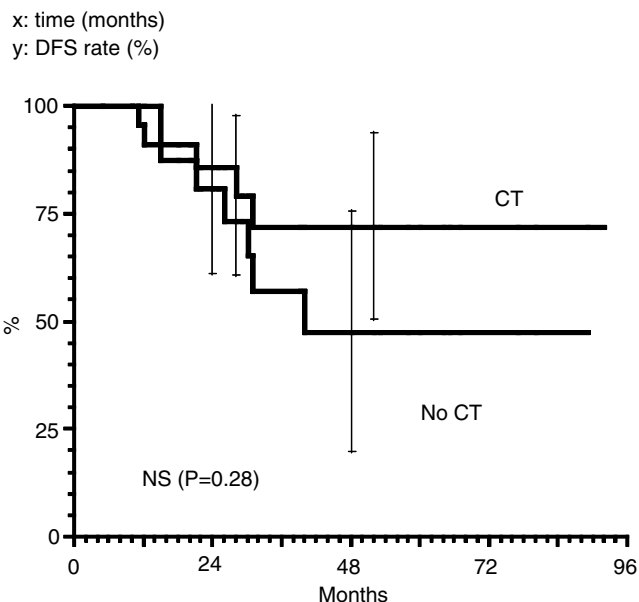 x: time (months)
y: DFS rate (%)
100
75
50
25
0
%
CT
No CT
NS (P=0.28)
0 24 48 72 96
Months